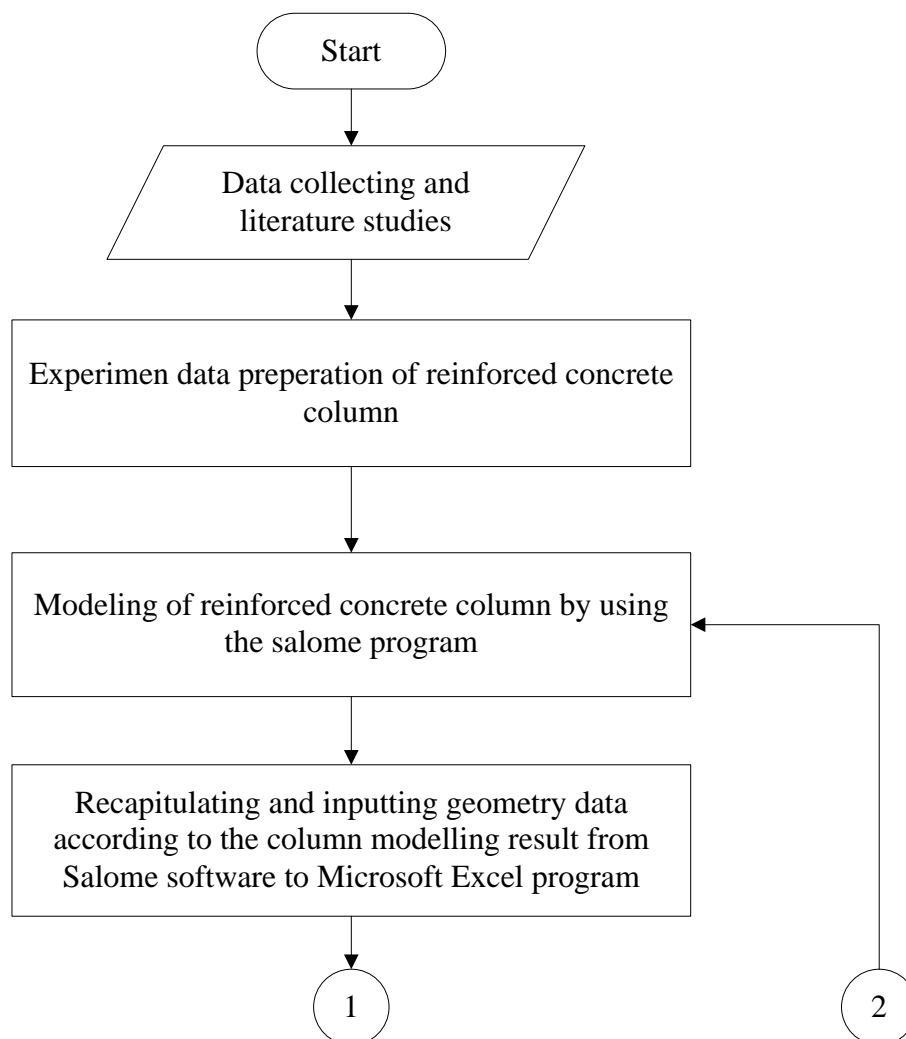 Start
Data collecting and
literature studies
Experimen data preperation of reinforced concrete
column
Modeling of reinforced concrete column by using
the salome program
Recapitulating and inputting geometry data
according to the column modelling result from
Salome software to Microsoft Excel program
1
2